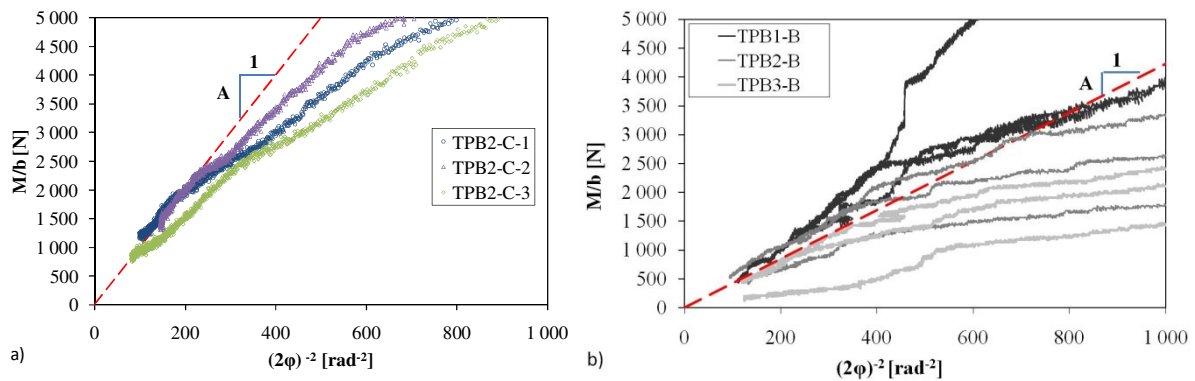 5 000
4 500
4 000
3 500
3 000
2 500
2 000
1 500
1 000
500
0
M/b [N]
1
A
TPB2-C-1
TPB2-C-2
TPB2-C-3
0 200 400 600 800 1 000
(2φ) -2 [rad-2]
a)
5 000
4 500
4 000
3 500
3 000
2 500
2 000
1 500
1 000
500
0
M/b [N]
TPB1-B
TPB2-B
TPB3-B
1
A
0 200 400 600 800 1 000
(2φ)-2 [rad-2]
b)